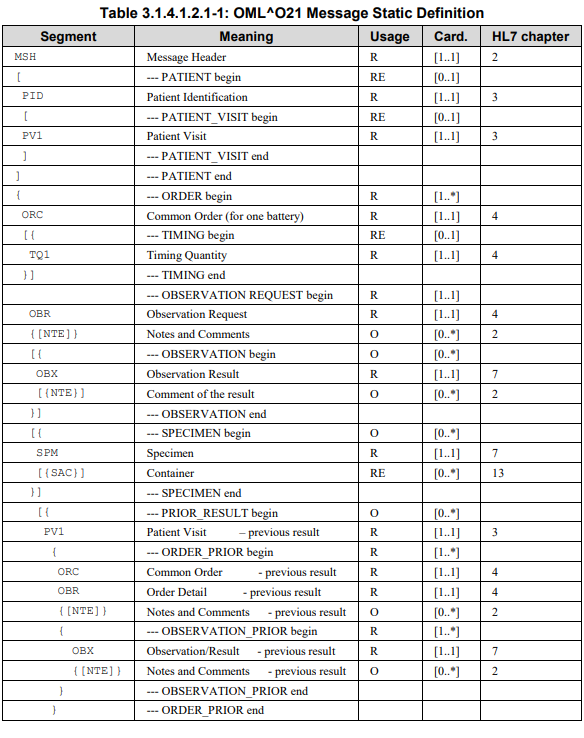 Table 3.1.4.1.2.1-1: OML^O21 Message Static Definition
Segment Meaning Usage Card. HL7 chapter
MSH Message Header R [1..1] 2
[ --- PATIENT begin RE [0..1]
PID Patient Identification R [1..1] 3
[ --- PATIENT_VISIT begin RE [0..1]
PV1 Patient Visit R [1..1] 3
] --- PATIENT_VISIT end
] --- PATIENT end
{ --- ORDER begin R [1..*]
ORC Common Order (for one battery) R [1..1] 4
[{ --- TIMING begin RE [0..1]
TQ1 Timing Quantity R [1..1] 4
}] --- TIMING end
--- OBSERVATION REQUEST begin R [1..1]
OBR Observation Request R [1..1] 4
{[NTE]} Notes and Comments O [0..*] 2
[{ --- OBSERVATION begin O [0..*]
OBX Observation Result R [1..1] 7
[{NTE}] Comment of the result O [0..*] 2
}] --- OBSERVATION end
[{ --- SPECIMEN begin O [0..*]
SPM Specimen R [1..1] 7
[{SAC}] Container RE [0..*] 13
}] --- SPECIMEN end
[{ --- PRIOR_RESULT begin O [0..*]
PV1 Patient Visit – previous result R [1..1] 3
{ --- ORDER_PRIOR begin R [1..*]
ORC Common Order - previous result R [1..1] 4
OBR Order Detail - previous result R [1..1] 4
{[NTE]} Notes and Comments - previous result O [0..*] 2
{ --- OBSERVATION_PRIOR begin R [1..*]
OBX Observation/Result - previous result R [1..1] 7
{[NTE]} Notes and Comments - previous result O [0..*] 2
} --- OBSERVATION_PRIOR end
} --- ORDER_PRIOR end